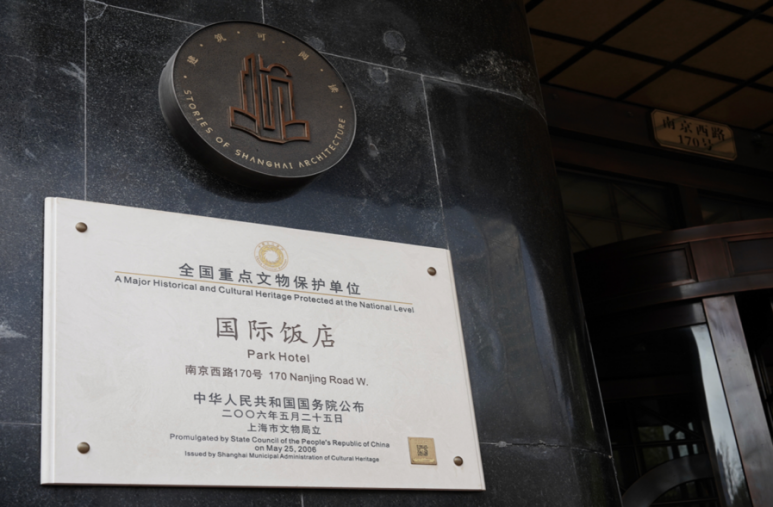 ·建·筑·可·阅·读·
·STORIES OF SHANGHAI ARCHITECTURE·
南京西路
170号
全国重点文物保护单位
A Major Historical and Cultural Heritage Protected at the National Level
国际饭店
Park Hotel
南京西路170号 170 Nanjing Road W.
中华人民共和国国务院公布
二〇〇六年五月二十五日
上海市文物局立
Promulgated by State Council of the People's Republic of China
on May 25, 2006
Issued by Shanghai Municipal Administration of Cultural Heritage